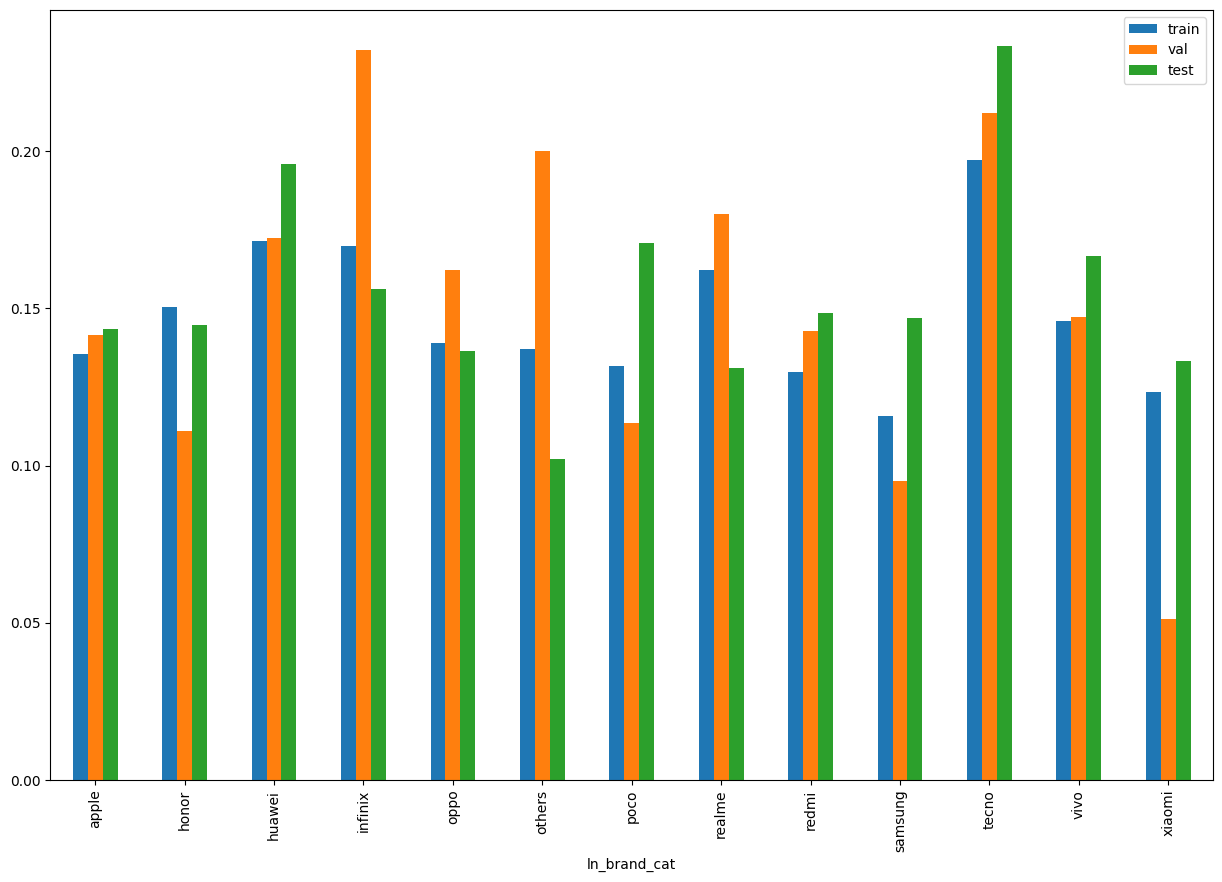 train
val
test
0.20
0.15
0.10
0.05
0.00
apple
honor
huawei
infinix
oppo
others
poco
realme
redmi
samsung
tecno
vivo
xiaomi
ln_brand_cat